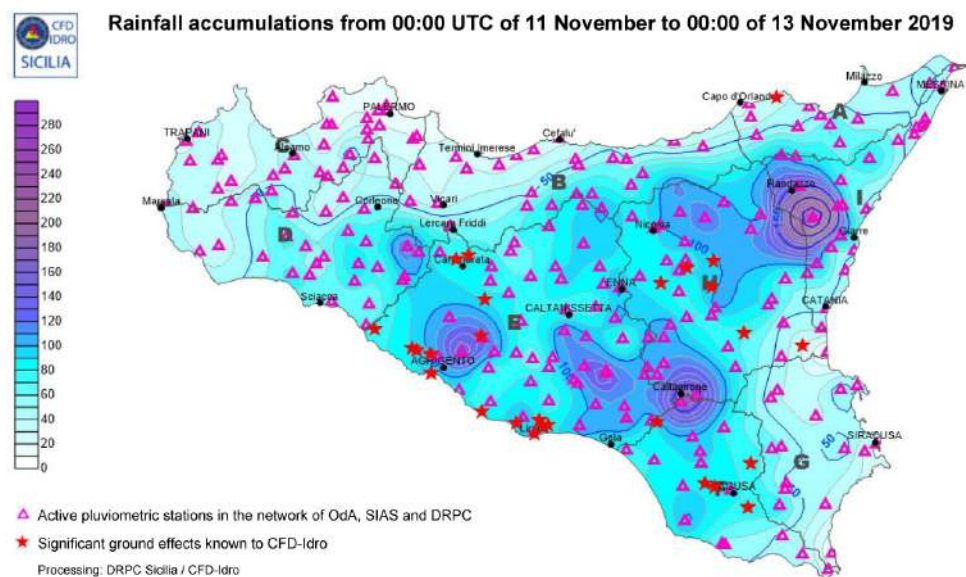 CFD
IDRO
SICILIA
Rainfall accumulations from 00:00 UTC of 11 November to 00:00 of 13 November 2019
280
260
240
220
200
180
160
140
120
100
80
60
40
20
0
Milazzo
MESSINA
Capo d'Orlando
A
PALERMO
TRAPANI
Alcamo
C
Cefalu'
Termini Imerese
50
B
Randazzo
I
Marsala
Corleone
Vicari
Lercara Friddi
Nicosia
100
150
Giarre
D
Cammarata
H
ENNA
Sciacca
CALTANISSETTA
E
CATANIA
AGRIGENTO
100
Caltagirone
Licata
Gela
50
SIRACUSA
G
RAGUSA
50
Active pluviometric stations in the network of OdA, SIAS and DRPC
Significant ground effects known to CFD-Idro
Processing: DRPC Sicilia / CFD-Idro